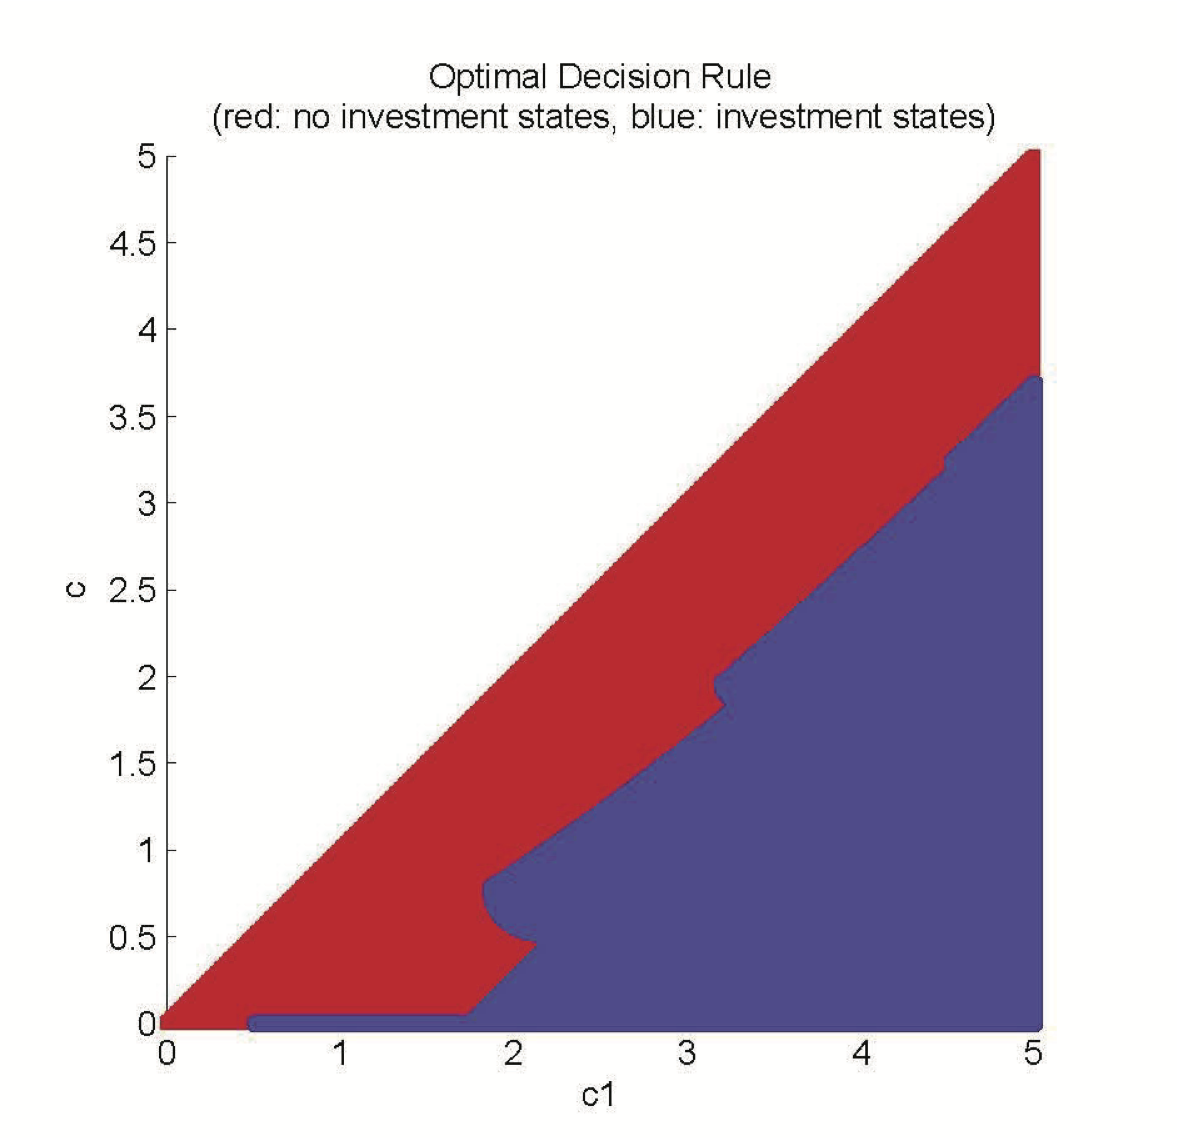 Optimal Decision Rule
(red: no investment states, blue: investment states)
5
4.5
4
3.5
3
2.5
2
1.5
1
0.5
0
c
0 1 2 3 4 5
c1